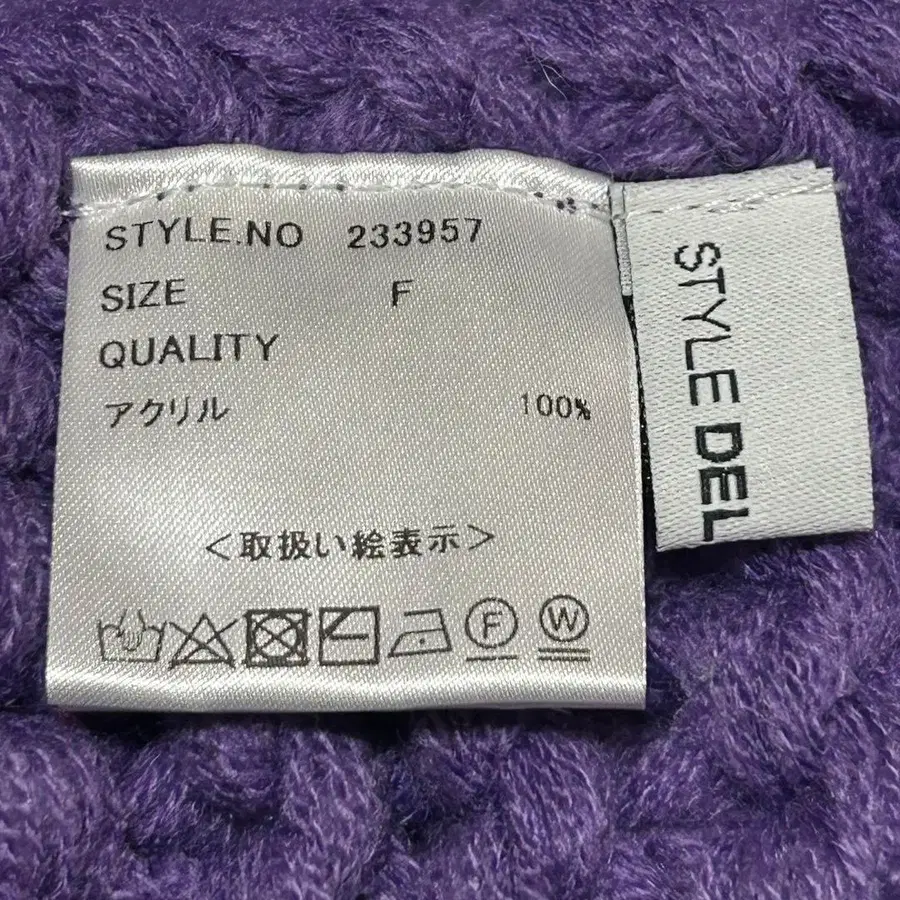 STYLE.NO 233957
SIZE F
QUALITY
アクリル 100%
<取扱い絵表示>
F
W
STYLE DEL